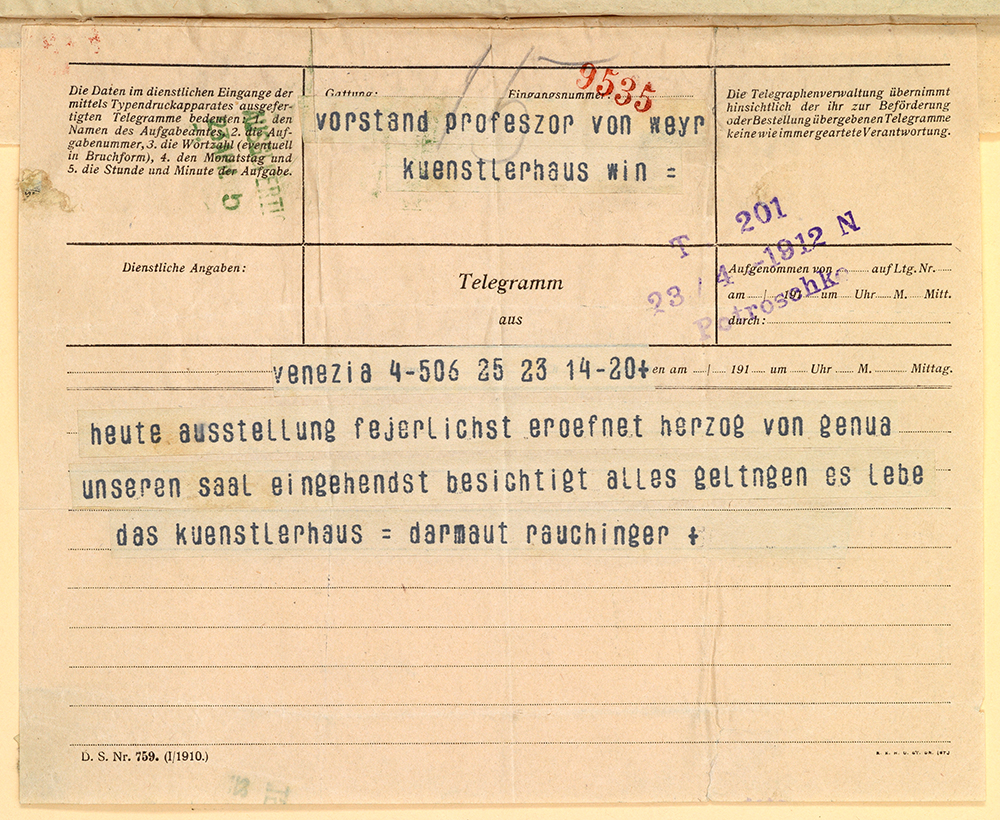 Die Daten im dienstlichen Eingange der
mittels Typendruckapparates ausgefer-
tigten Telegramme bedeuten: 1. den
Namen des Aufgabeamtes, 2. die Auf-
gabenummer, 3. die Wortzahl (eventuell
in Bruchform), 4. den Monatstag und
5. die Stunde und Minute der Aufgabe.
Gattung:
Eingangsnummer:
9535
15
vorstand profeszor von weyr
kuenstlerhaus win =
Die Telegraphenverwaltung übernimmt
hinsichtlich der ihr zur Beförderung
oder Bestellung übergebenen Telegramme
keine wie immer geartete Verantwortung.
T 201
23/4-1912 N
Dienstliche Angaben:
Telegramm
aus
Aufgenommen von auf Ltg. Nr.
am / 191 um Uhr M. Mitt.
durch:
venezia 4-506 25 23 14-20+ en am / 191 um Uhr M. Mittag.
heute ausstellung fejerlichst eroefnet herzog von genua
unseren saal eingehendst besichtigt alles geltngen es lebe
das kuenstlerhaus = darmaut rauchinger +
D. S. Nr. 759. (I/1910.)